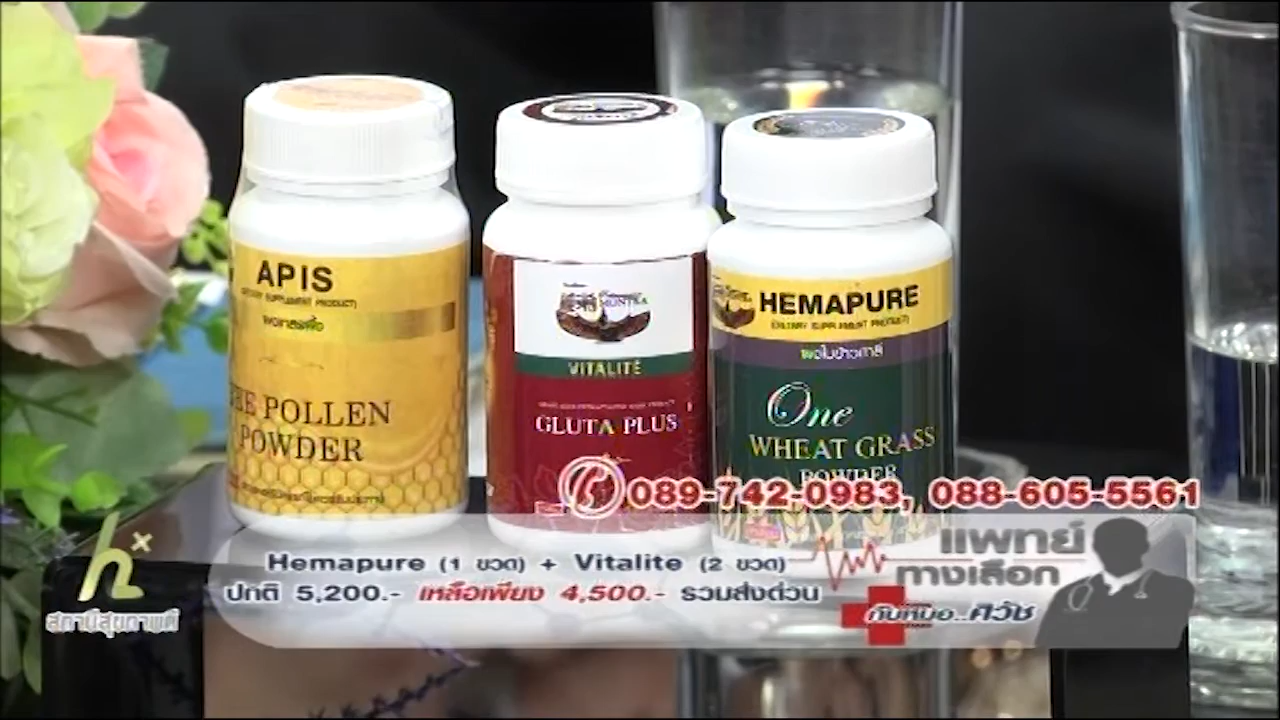 APIS
(DIETARY SUPPLEMENT PRODUCT)
ผงเกสรผึ้ง
BEE POLLEN
POWDER
VITALITÉ
GLUTA PLUS
HEMAPURE
(DIETARY SUPPLEMENT PRODUCT)
ผงใบข้าวสาลี
One
WHEAT GRASS
POWDER
089-742-0983, 088-605-5561
Hemapure (1 ขวด) + Vitalite (2 ขวด)
ปกติ 5,200.- เหลือเพียง 4,500.- รวมส่งด่วน
แพทย์
ทางเลือก
กับหมอ..ศิวัช
h+
สถานีสุขภาพดี